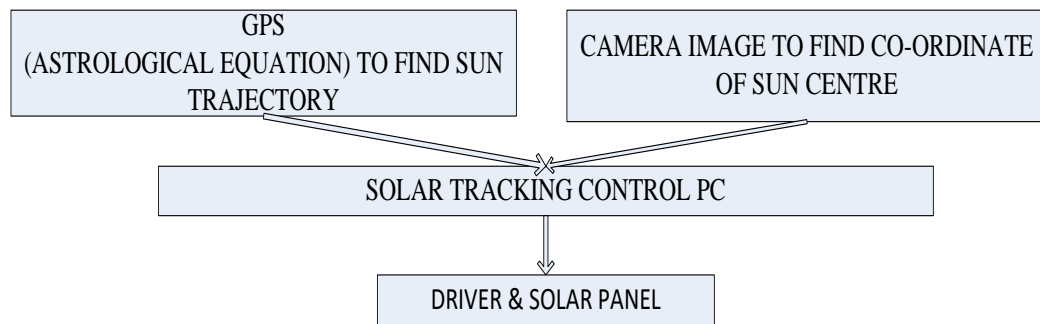 GPS
(ASTROLOGICAL EQUATION) TO FIND SUN
TRAJECTORY
CAMERA IMAGE TO FIND CO-ORDINATE
OF SUN CENTRE
SOLAR TRACKING CONTROL PC
DRIVER & SOLAR PANEL